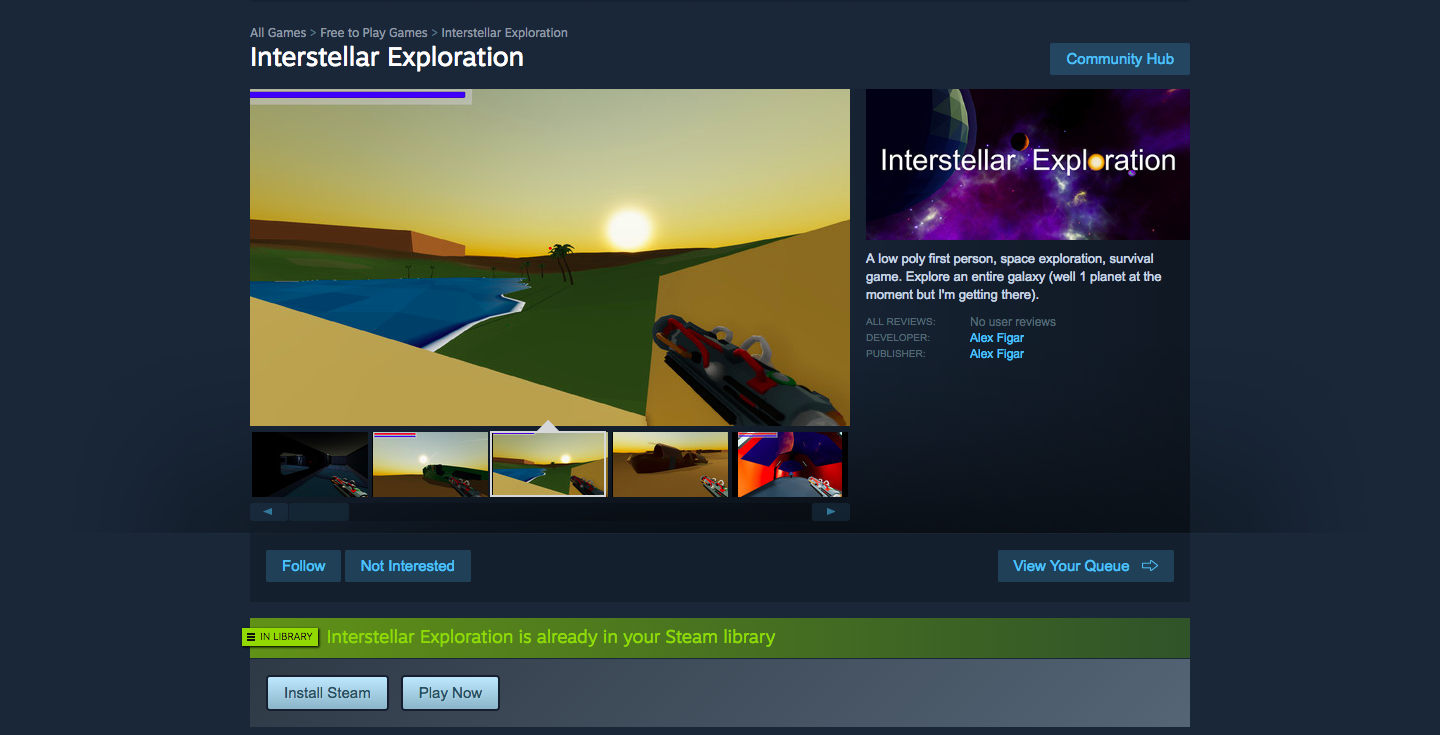 All Games > Free to Play Games > Interstellar Exploration
Interstellar Exploration
Community Hub
Interstellar Exploration
A low poly first person, space exploration, survival
game. Explore an entire galaxy (well 1 planet at the
moment but I'm getting there).
ALL REVIEWS: No user reviews
DEVELOPER: Alex Figar
PUBLISHER: Alex Figar
Follow
Not Interested
View Your Queue
IN LIBRARY
Interstellar Exploration is already in your Steam library
Install Steam
Play Now